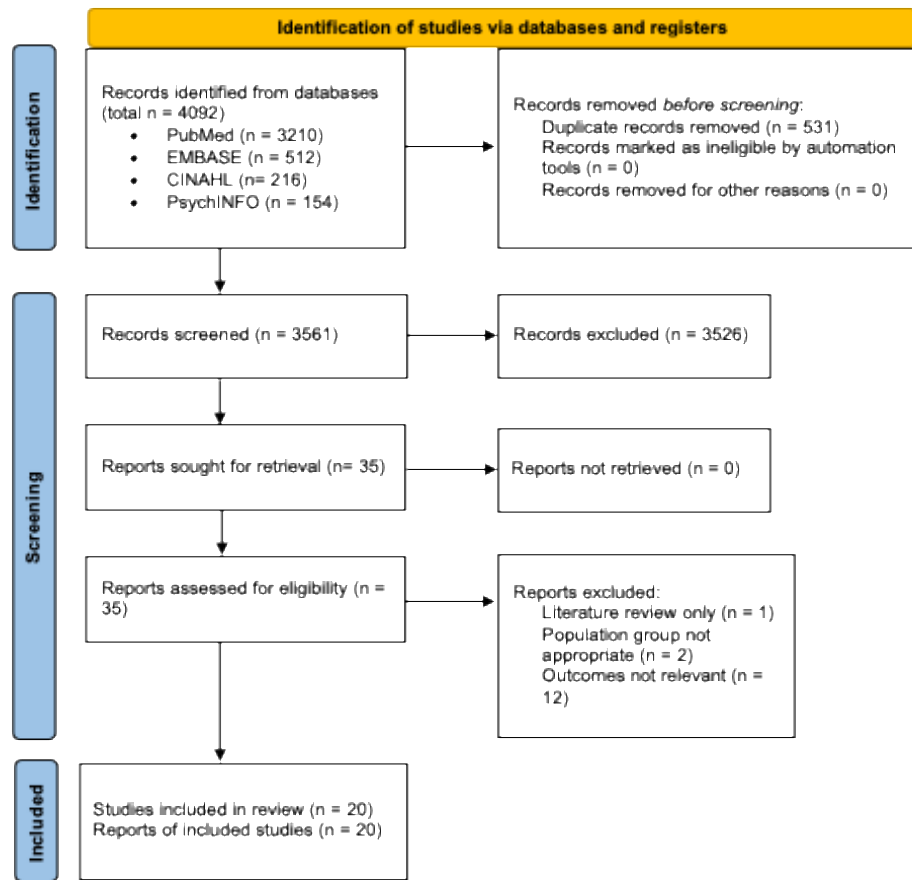 Identification of studies via databases and registers
Identification
Records identified from databases
(total n = 4092)
• PubMed (n = 3210)
• EMBASE (n = 512)
• CINAHL (n= 216)
• PsychINFO (n = 154)
Records removed before screening:
Duplicate records removed (n = 531)
Records marked as ineligible by automation
tools (n = 0)
Records removed for other reasons (n = 0)
Screening
Records screened (n = 3561)
Records excluded (n = 3526)
Reports sought for retrieval (n= 35)
Reports not retrieved (n = 0)
Reports assessed for eligibility (n =
35)
Reports excluded:
Literature review only (n = 1)
Population group not
appropriate (n = 2)
Outcomes not relevant (n =
12)
Included
Studies included in review (n = 20)
Reports of included studies (n = 20)